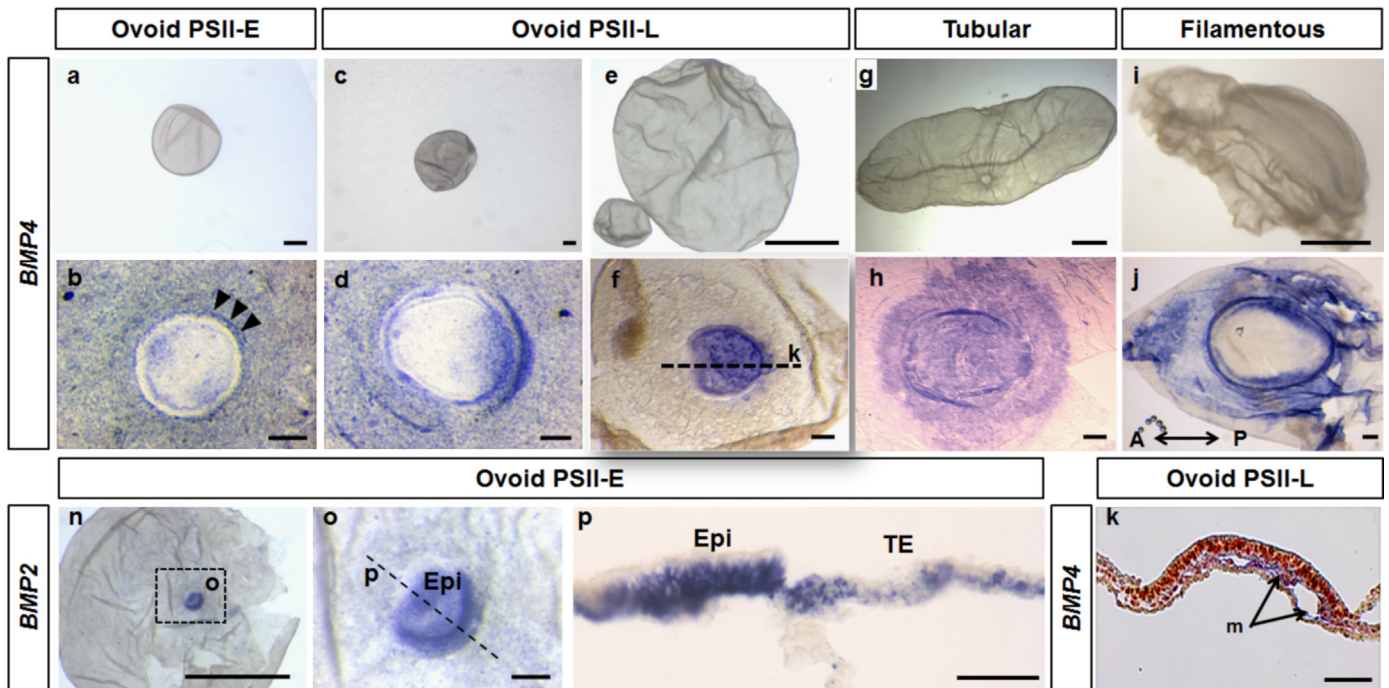 Ovoid PSII-E Ovoid PSII-L Tubular Filamentous
BMP4
a c e g i
b d f k h j
A P
Ovoid PSII-E Ovoid PSII-L
BMP2
n o o p Epi p Epi TE
BMP4
k m